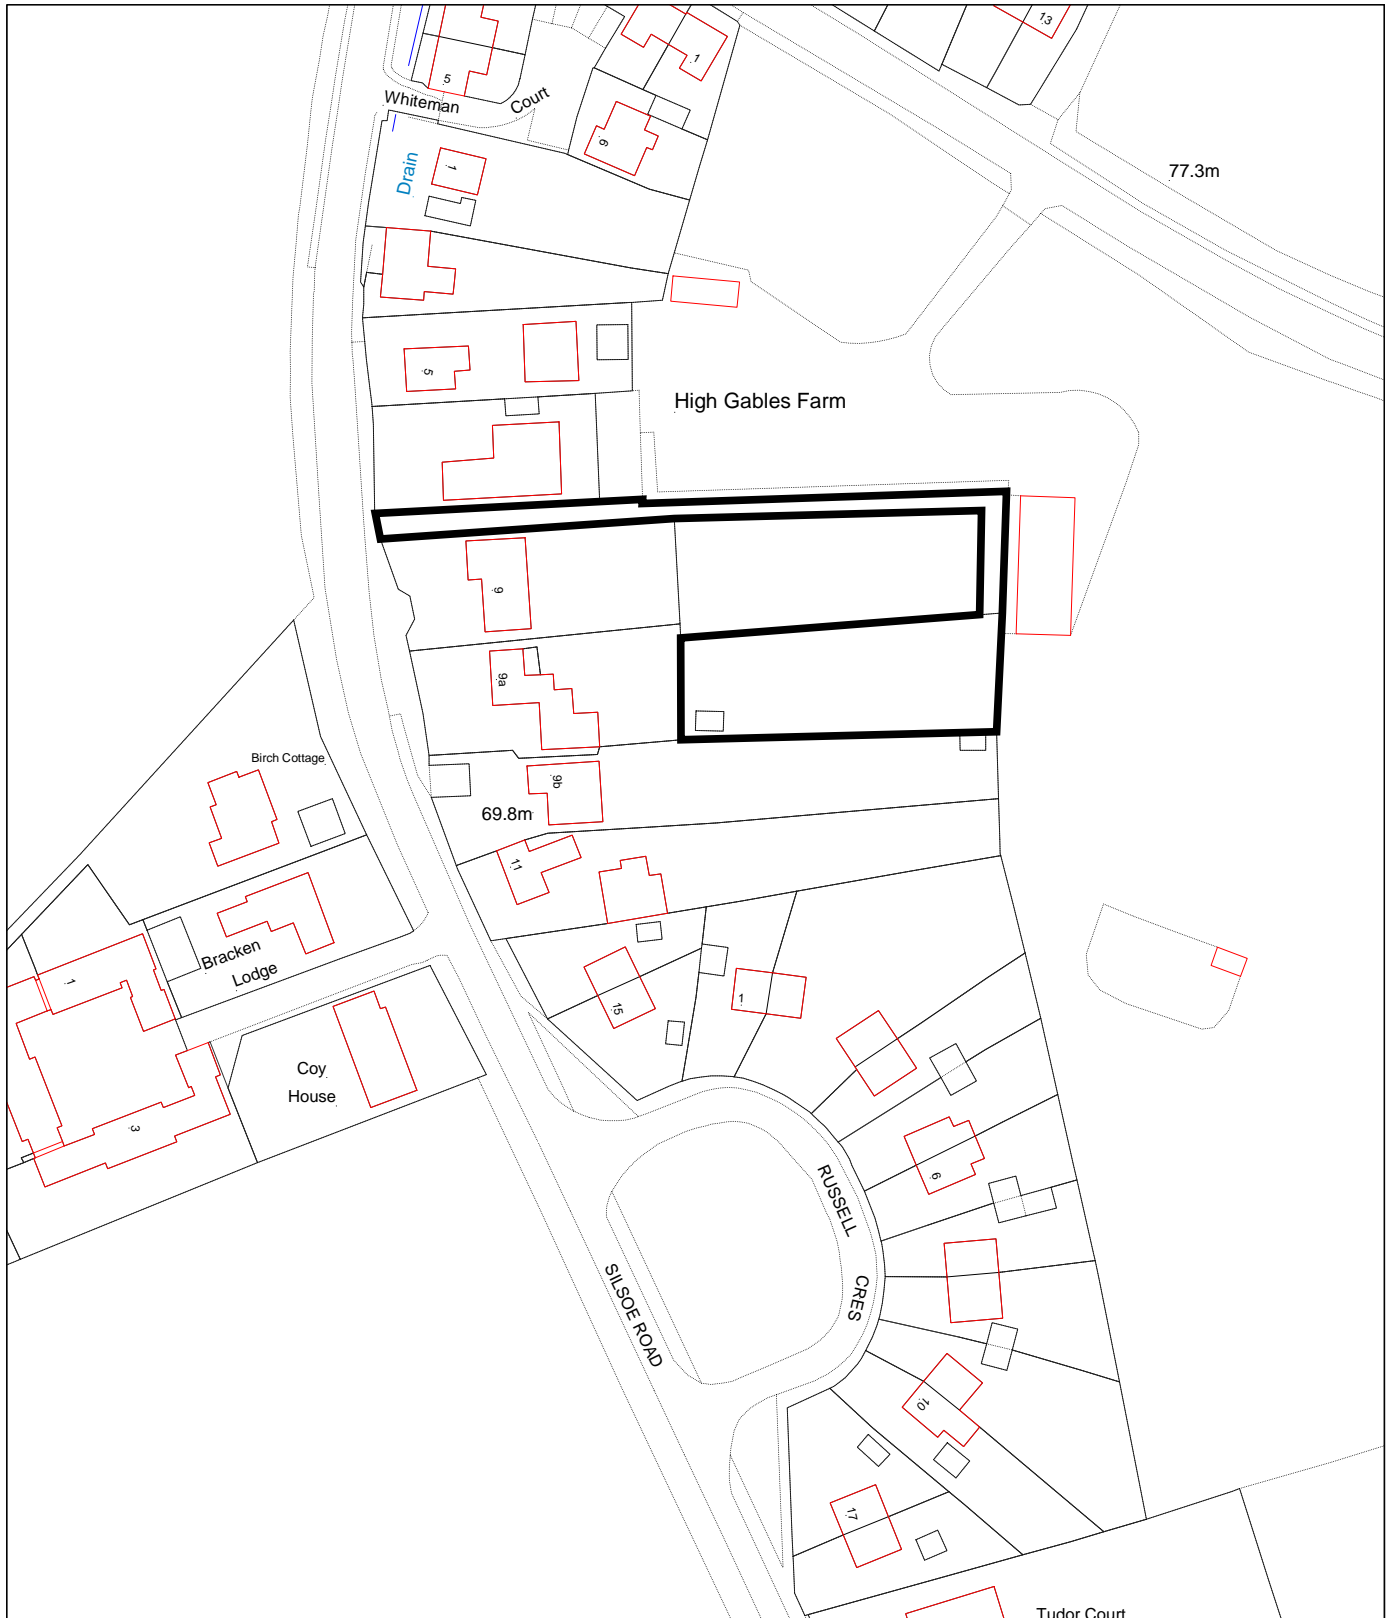 13
1
5
Whiteman Court
6
77.3m
1
Drain
5
High Gables Farm
9
9a
Birch Cottage
9b
69.8m
11
Bracken
Lodge
1
15
1
Coy
House
3
RUSSELL
CRES
6
SILSOE ROAD
10
17
Tudor Court